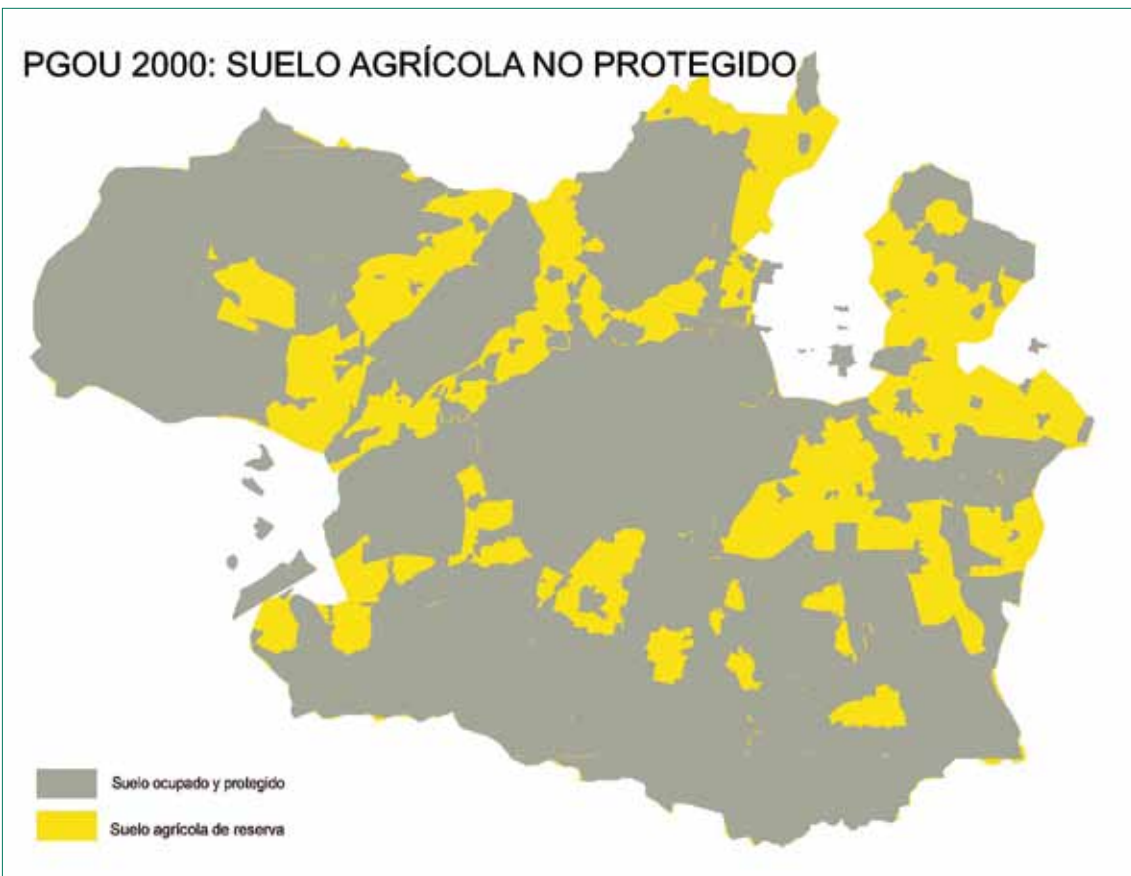 PGOU 2000: SUELO AGRÍCOLA NO PROTEGIDO
Suelo ocupado y protegido
Suelo agrícola de reserva